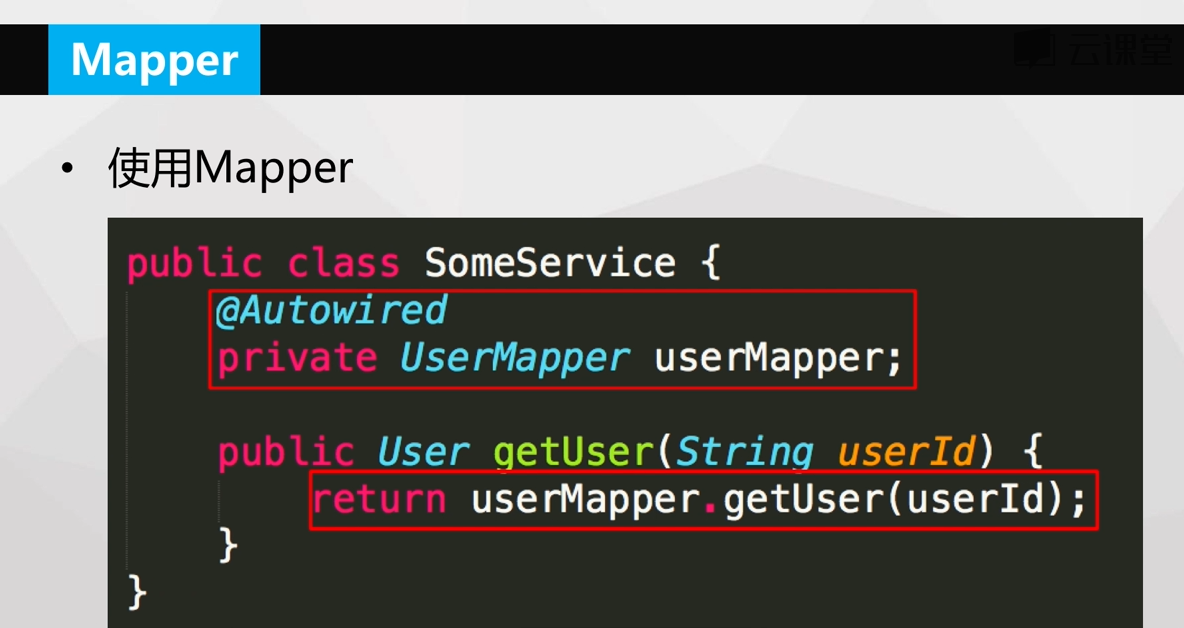 云课堂
Mapper
• 使用Mapper
public class SomeService {
    @Autowired
    private UserMapper userMapper;

    public User getUser(String userId) {
        return userMapper.getUser(userId);
    }
}